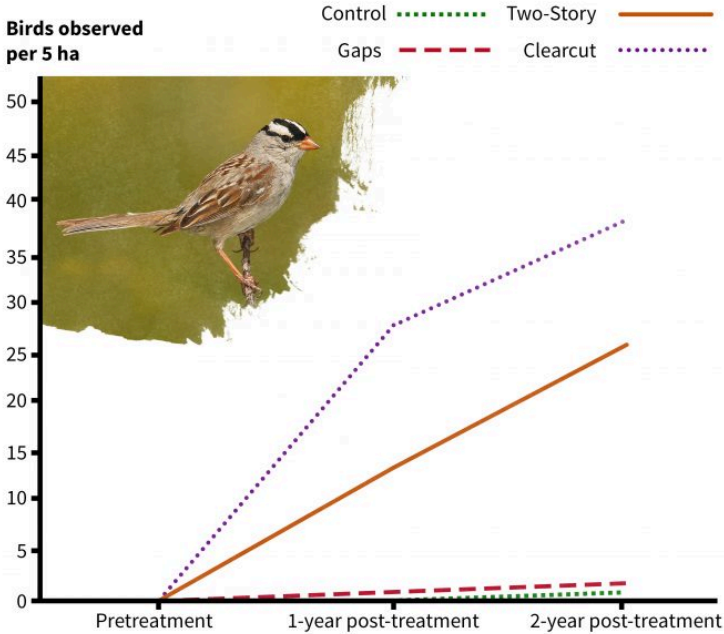 Birds observed
per 5 ha
Control
Two-Story
Gaps
Clearcut
50
45
40
35
30
25
20
15
10
5
0
Pretreatment
1-year post-treatment
2-year post-treatment